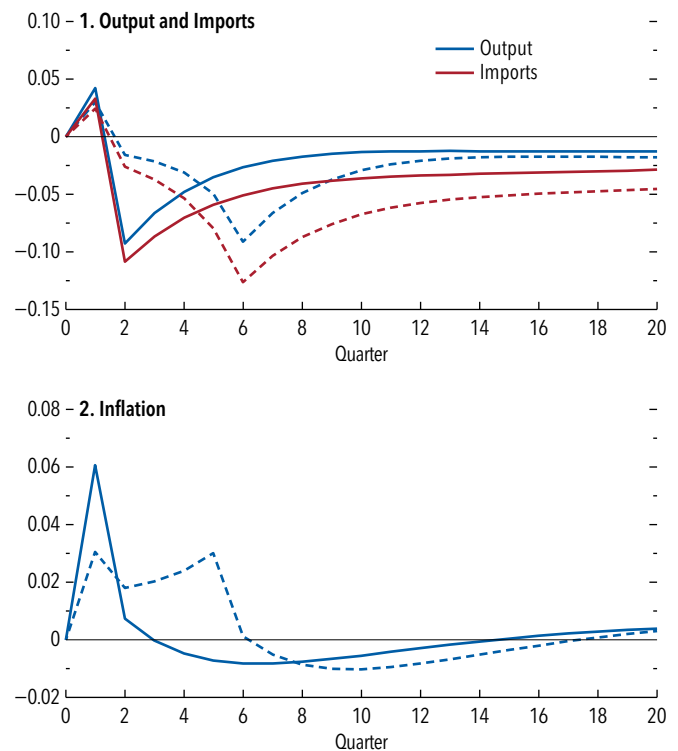 1. Output and Imports
0.10
0.05
0
−0.05
−0.10
−0.15
Output
Imports
0 2 4 6 8 10 12 14 16 18 20
Quarter
2. Inflation
0.08
0.06
0.04
0.02
0
−0.02
0 2 4 6 8 10 12 14 16 18 20
Quarter